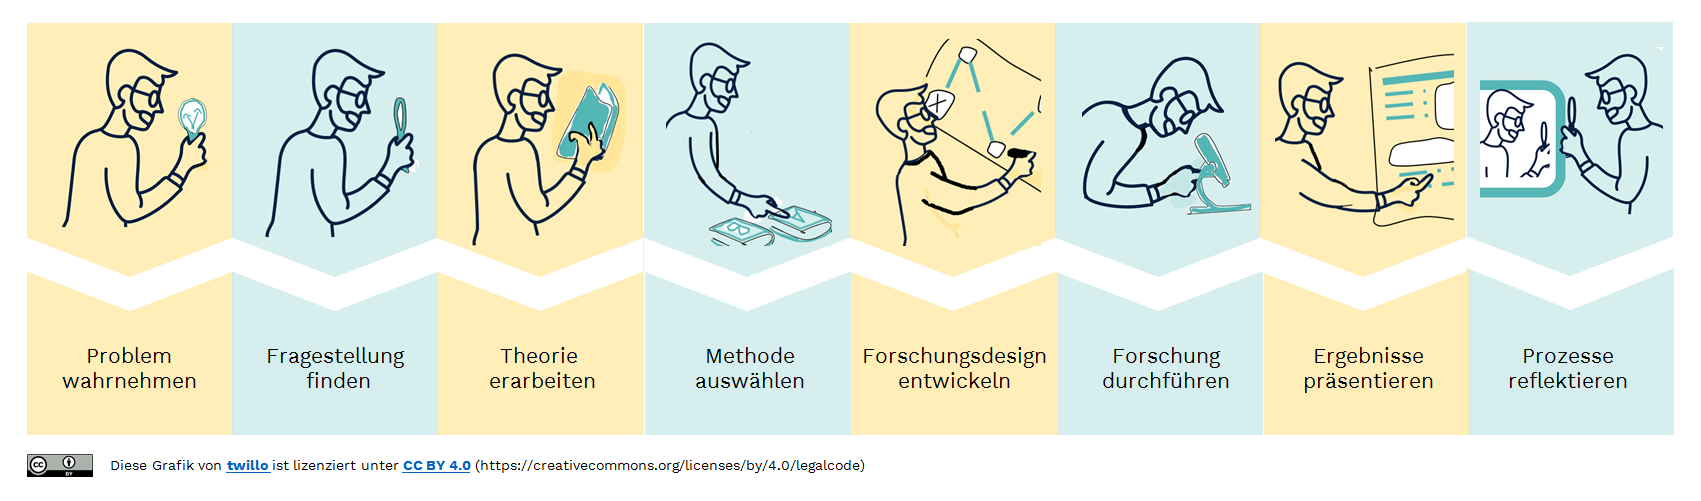 X
A
B
Problem
wahrnehmen
Fragestellung
finden
Theorie
erarbeiten
Methode
auswählen
Forschungsdesign
entwickeln
Forschung
durchführen
Ergebnisse
präsentieren
Prozesse
reflektieren
cc BY
Diese Grafik von twillo ist lizenziert unter CC BY 4.0 (https://creativecommons.org/licenses/by/4.0/legalcode)